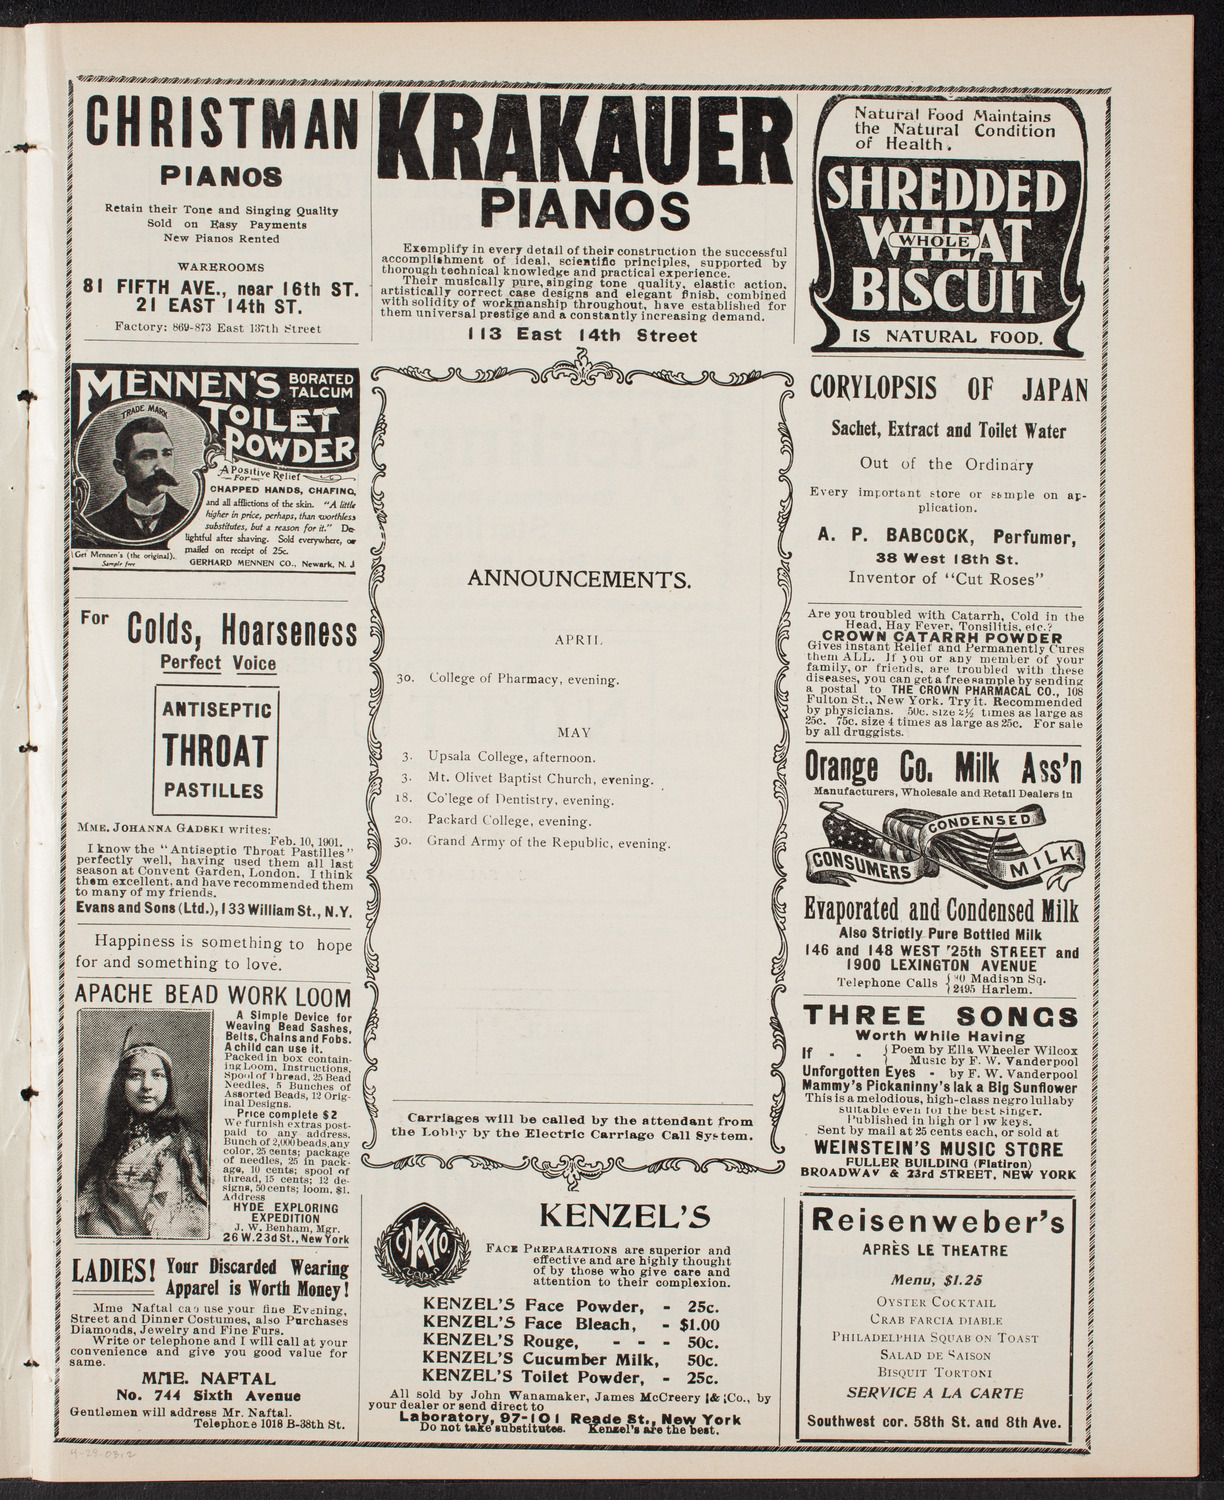 CHRISTMAN
PIANOS
Retain their Tone and Singing Quality
Sold on Easy Payments
New Pianos Rented
WAREROOMS
81 FIFTH AVE., near 16th ST.
21 EAST 14th ST.
Factory: 869-873 East 137th Street
KRAKAUER
PIANOS
Exemplify in every detail of their construction the successful
accomplishment of ideal, scientific principles, supported by
thorough technical knowledge and practical experience.
Their musically pure, singing tone quality, elastic action,
artistically correct case designs and elegant finish, combined
with solidity of workmanship throughout, have established for
them universal prestige and a constantly increasing demand.
113 East 14th Street
Natural Food Maintains
the Natural Condition
of Health.
SHREDDED
WHEAT
WHOLE
BISCUIT
IS NATURAL FOOD.
MENNEN'S BORATED
TALCUM
TOILET
POWDER
TRADE MARK
A Positive Relief
For
CHAPPED HANDS, CHAFING,
and all afflictions of the skin. "A little
higher in price, perhaps, than worthless
substitutes, but a reason for it." De-
lightful after shaving. Sold everywhere, or
mailed on receipt of 25c.
Get Mennen's (the original).
Sample free
GERHARD MENNEN CO., Newark, N. J
For Colds, Hoarseness
Perfect Voice
ANTISEPTIC
THROAT
PASTILLES
MME. JOHANNA GADSKI writes:
Feb. 10, 1901.
I know the "Antiseptic Throat Pastilles"
perfectly well, having used them all last
season at Convent Garden, London. I think
them excellent, and have recommended them
to many of my friends.
Evans and Sons (Ltd.), 133 William St., N.Y.
Happiness is something to hope
for and something to love.
APACHE BEAD WORK LOOM
A Simple Device for
Weaving Bead Sashes,
Belts, Chains and Fobs.
A child can use it.
Packed in box contain-
ing Loom, Instructions,
Spool of Thread, 25 Bead
Needles, 5 Bunches of
Assorted Beads, 12 Orig-
inal Designs.
Price complete $2
We furnish extras post-
paid to any address.
Bunch of 2,000 beads, any
color, 25 cents; package
of needles, 25 in pack-
age, 10 cents; spool of
thread, 15 cents; 12 de-
signs, 50 cents; loom, $1.
Address
HYDE EXPLORING
EXPEDITION
J. W. Benham, Mgr.
26 W. 23d St., New York
LADIES! Your Discarded Wearing
Apparel is Worth Money!
Mme Naftal can use your fine Evening,
Street and Dinner Costumes, also Purchases
Diamonds, Jewelry and Fine Furs.
Write or telephone and I will call at your
convenience and give you good value for
same.
MME. NAFTAL
No. 744 Sixth Avenue
Gentlemen will address Mr. Naftal.
Telephone 1018 B-38th St.
ANNOUNCEMENTS.
APRIL
30. College of Pharmacy, evening.
MAY
3. Upsala College, afternoon.
3. Mt. Olivet Baptist Church, evening.
18. Co'lege of Dentistry, evening.
20. Packard College, evening.
30. Grand Army of the Republic, evening.
Carriages will be called by the attendant from
the Lobby by the Electric Carriage Call System.
KENZEL'S
FACE PREPARATIONS are superior and
effective and are highly thought
of by those who give care and
attention to their complexion.
KENZEL'S Face Powder, - 25c.
KENZEL'S Face Bleach, - $1.00
KENZEL'S Rouge, - - - 50c.
KENZEL'S Cucumber Milk, 50c.
KENZEL'S Toilet Powder, - 25c.
All sold by John Wanamaker, James McCreery & Co., by
your dealer or send direct to
Laboratory, 97-101 Reade St., New York
Do not take substitutes. Kenzel's are the best.
CORYLOPSIS OF JAPAN
Sachet, Extract and Toilet Water
Out of the Ordinary
Every important store or sample on ap-
plication.
A. P. BABCOCK, Perfumer,
38 West 18th St.
Inventor of "Cut Roses"
Are you troubled with Catarrh, Cold in the
Head, Hay Fever, Tonsilitis, etc.?
CROWN CATARRH POWDER
Gives instant Relief and Permanently Cures
them ALL. If you or any member of your
family, or friends, are troubled with these
diseases, you can get a free sample by sending
a postal to THE CROWN PHARMACAL CO., 108
Fulton St., New York. Try it. Recommended
by physicians. 50c. size 2½ times as large as
25c. 75c. size 4 times as large as 25c. For sale
by all druggists.
Orange Co. Milk Ass'n
Manufacturers, Wholesale and Retail Dealers in
CONDENSED
CONSUMERS MILK
Evaporated and Condensed Milk
Also Strictly Pure Bottled Milk
146 and 148 WEST 25th STREET and
1900 LEXINGTON AVENUE
Telephone Calls Madison Sq.
2195 Harlem.
THREE SONGS
Worth While Having
If - - Poem by Ella Wheeler Wilcox
Music by F. W. Vanderpool
Unforgotten Eyes - by F. W. Vanderpool
Mammy's Pickaninny's lak a Big Sunflower
This is a melodious, high-class negro lullaby
suitable even for the best singer.
Published in high or low keys.
Sent by mail at 25 cents each, or sold at
WEINSTEIN'S MUSIC STORE
FULLER BUILDING (Flatiron)
BROADWAY & 23rd STREET, NEW YORK
Reisenweber's
APRÈS LE THEATRE
Menu, $1.25
OYSTER COCKTAIL
CRAB FARCIA DIABLE
PHILADELPHIA SQUAB ON TOAST
SALAD DE SAISON
BISQUIT TORTONI
SERVICE A LA CARTE
Southwest cor. 58th St. and 8th Ave.
4-29-03:2